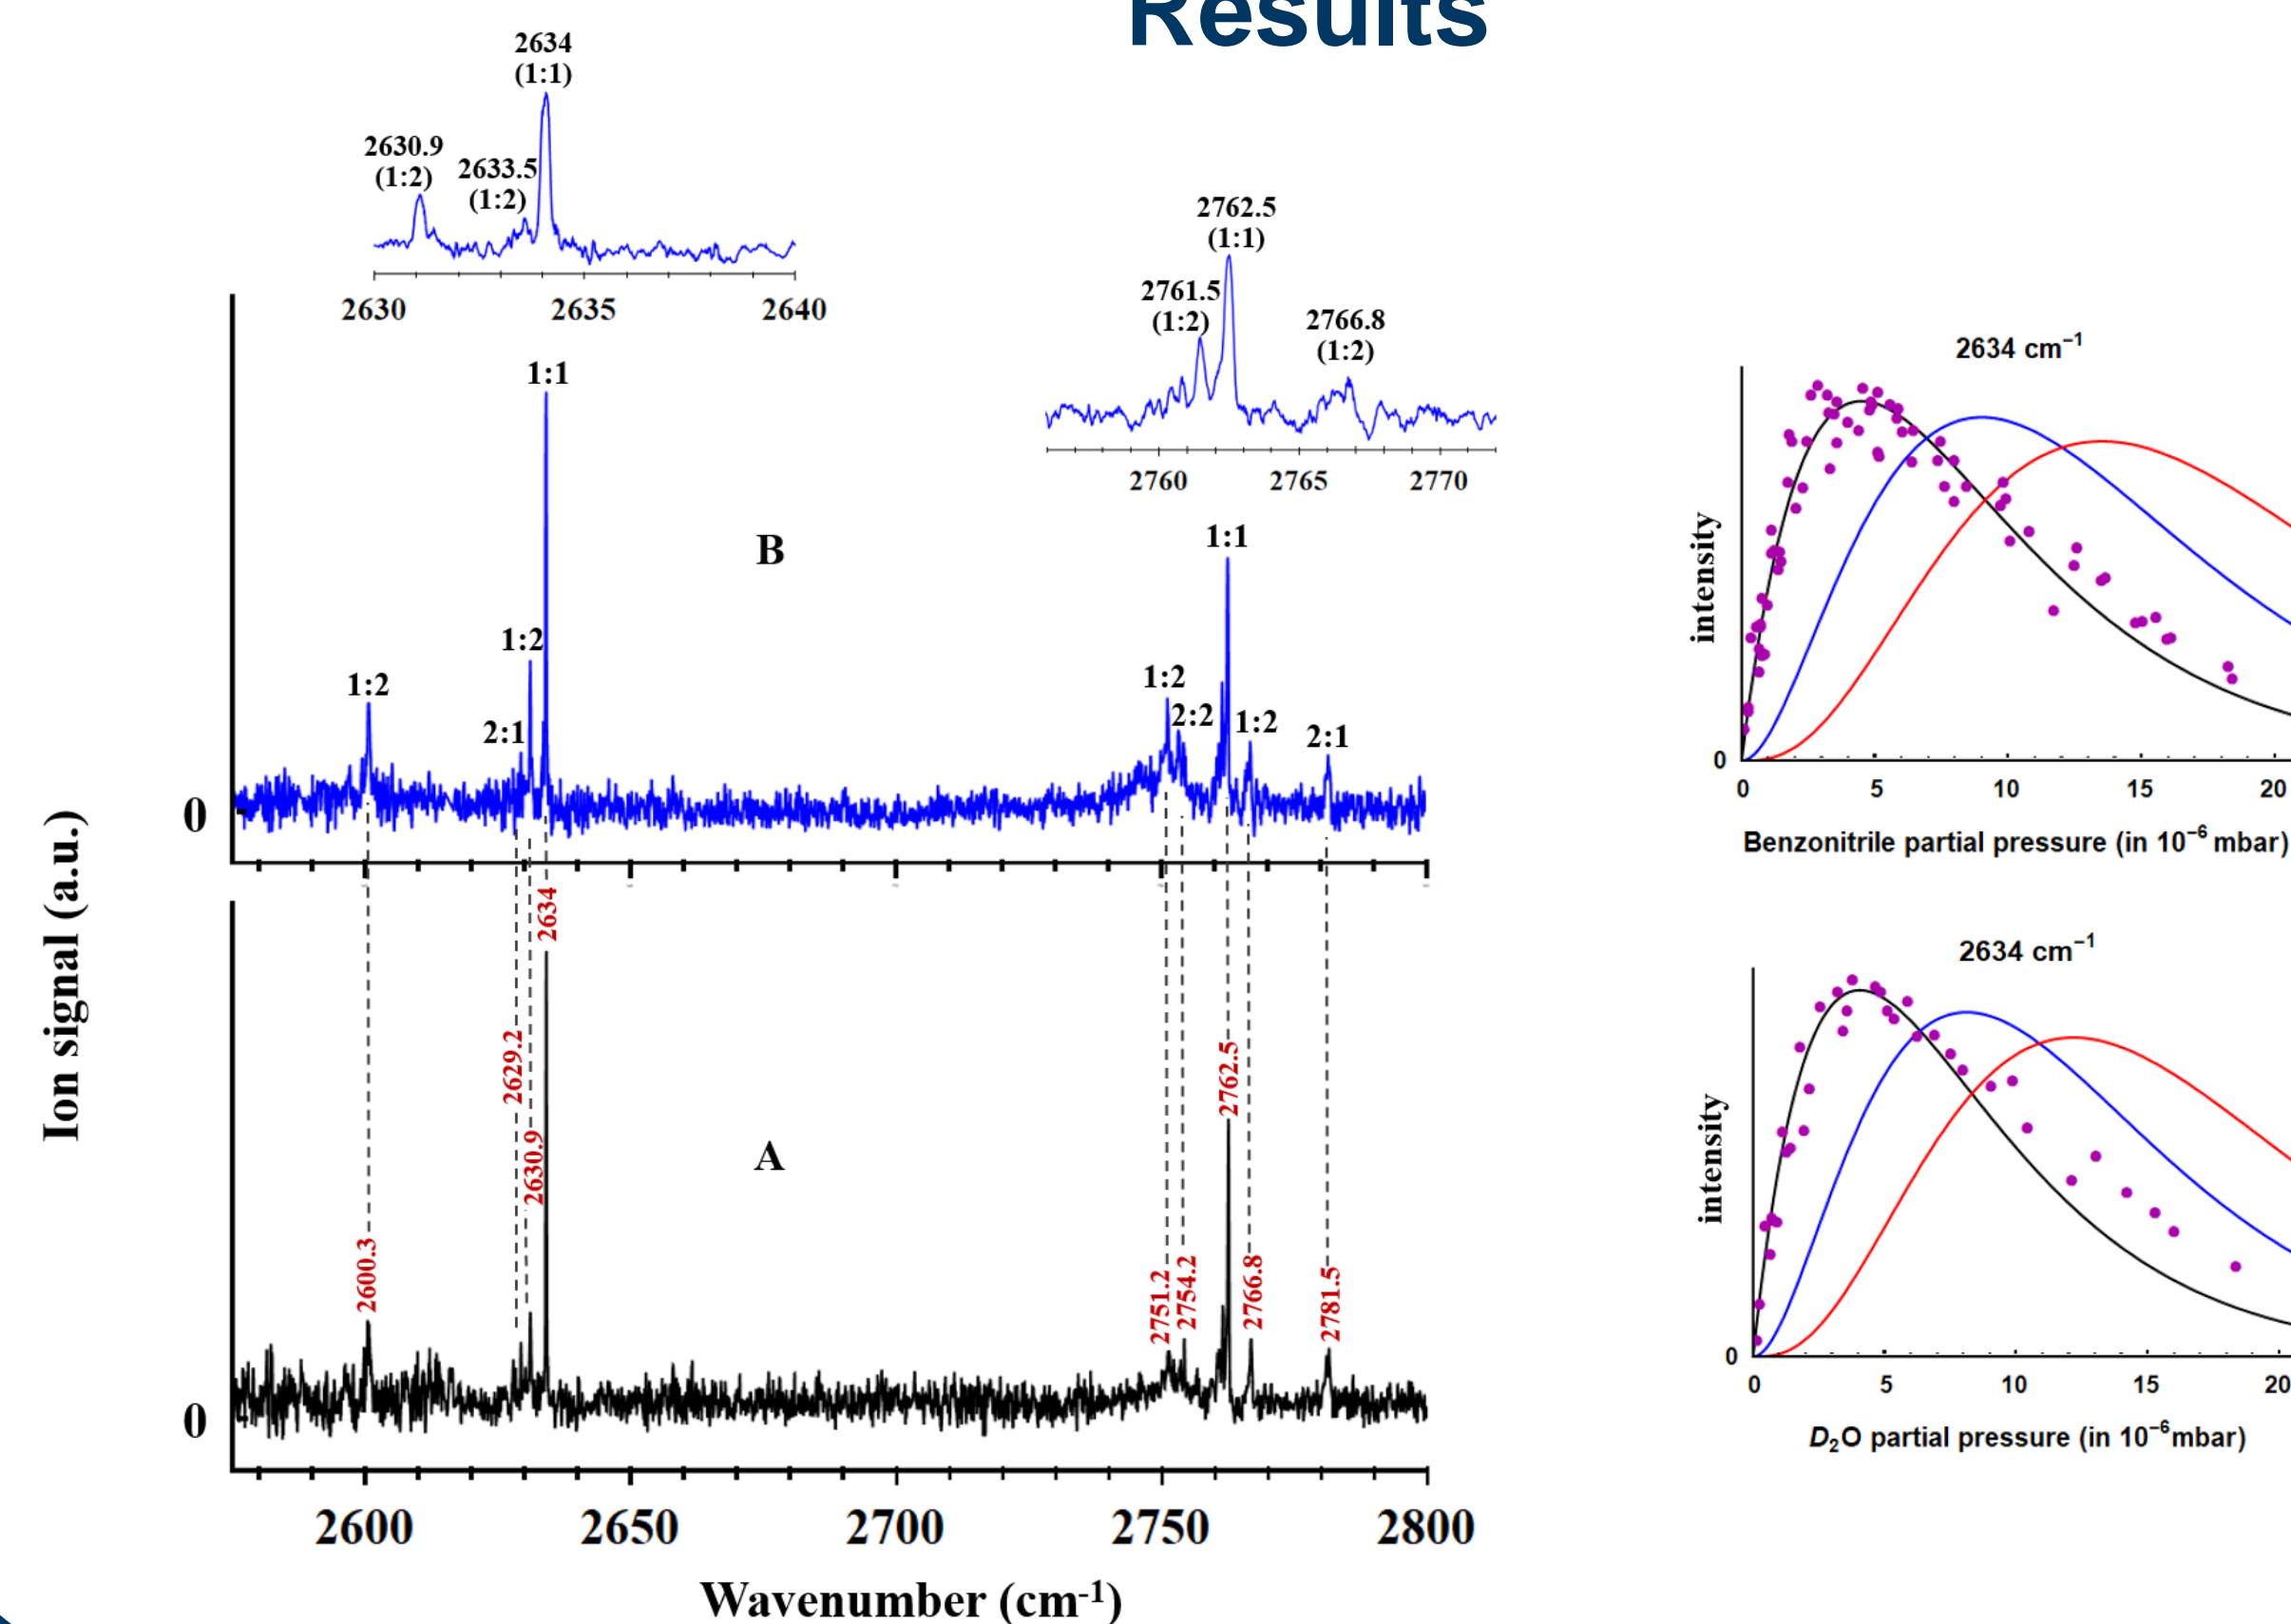 Results
2634
(1:1)
2630.9
(1:2)
2633.5
(1:2)
2630 2635 2640
2762.5
(1:1)
2761.5
(1:2)
2766.8
(1:2)
2760 2765 2770
Ion signal (a.u.)
B
1:2
2:1
1:2
1:1
1:2
2:2
1:1
1:2
2:1
0
A
2600.3
2629.2
2630.9
2634
2751.2
2754.2
2762.5
2766.8
2781.5
0
2600 2650 2700 2750 2800
Wavenumber (cm-1)
2634 cm−1
intensity
0
0 5 10 15 20
Benzonitrile partial pressure (in 10−6 mbar)
2634 cm−1
intensity
0
0 5 10 15 20
D2O partial pressure (in 10−6mbar)